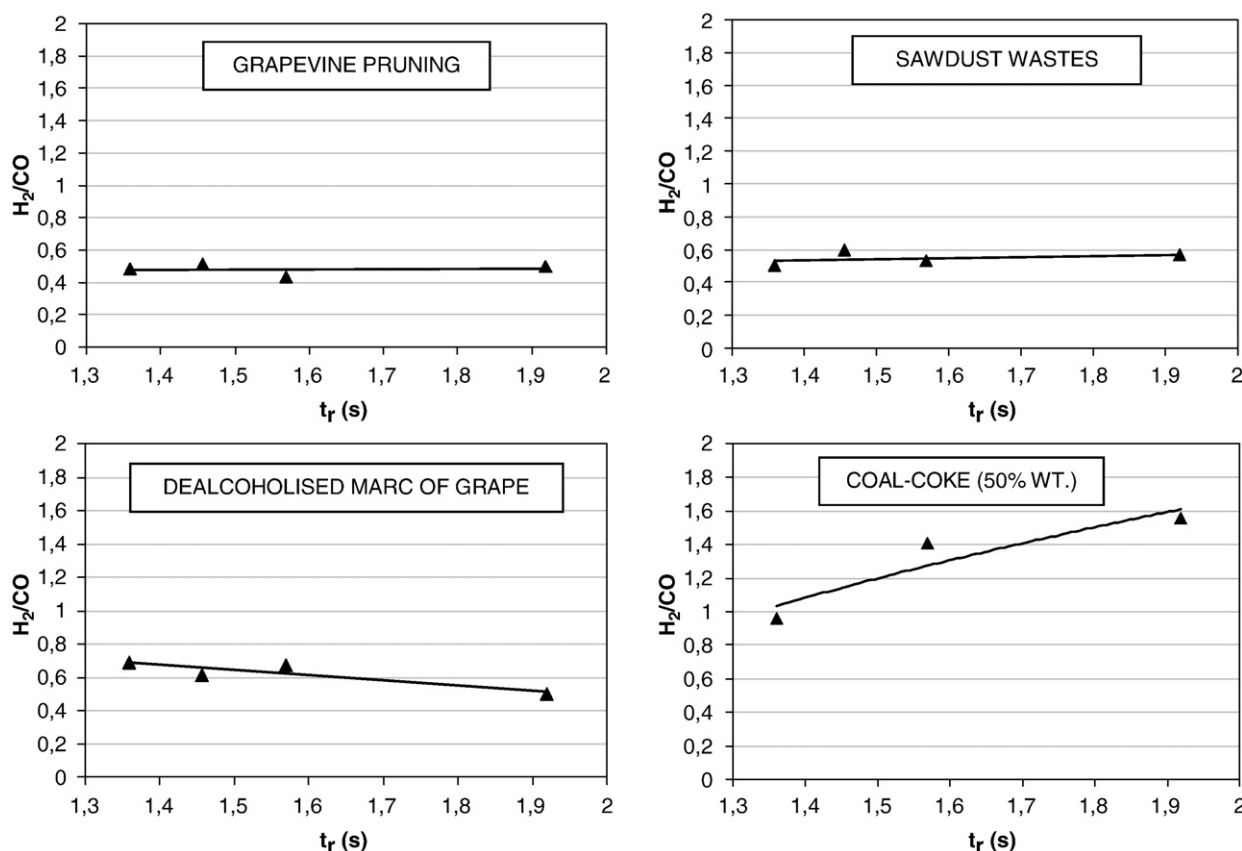 GRAPEVINE PRUNING
H₂/CO
2
1,8
1,6
1,4
1,2
1
0,8
0,6
0,4
0,2
0
1,3 1,4 1,5 1,6 1,7 1,8 1,9 2
tᵣ (s)
SAWDUST WASTES
H₂/CO
2
1,8
1,6
1,4
1,2
1
0,8
0,6
0,4
0,2
0
1,3 1,4 1,5 1,6 1,7 1,8 1,9 2
tᵣ (s)
DEALCOHOLISED MARC OF GRAPE
H₂/CO
2
1,8
1,6
1,4
1,2
1
0,8
0,6
0,4
0,2
0
1,3 1,4 1,5 1,6 1,7 1,8 1,9 2
tᵣ (s)
COAL-COKE (50% WT.)
H₂/CO
2
1,8
1,6
1,4
1,2
1
0,8
0,6
0,4
0,2
0
1,3 1,4 1,5 1,6 1,7 1,8 1,9 2
tᵣ (s)